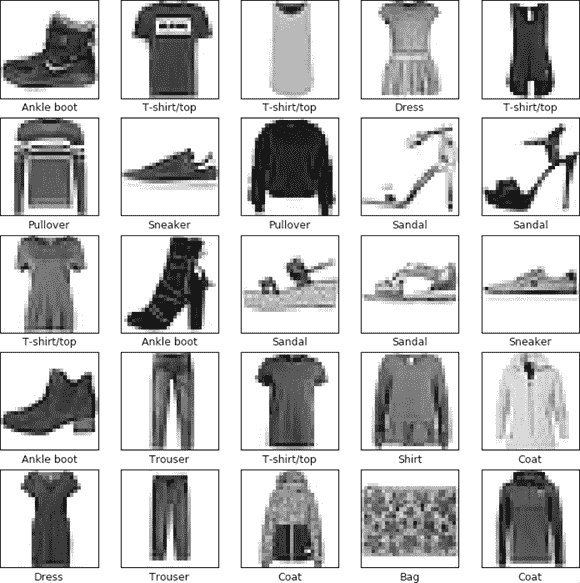 Ankle boot T-shirt/top T-shirt/top Dress T-shirt/top
Pullover Sneaker Pullover Sandal Sandal
T-shirt/top Ankle boot Sandal Sandal Sneaker
Ankle boot Trouser T-shirt/top Shirt Coat
Dress Trouser Coat Bag Coat